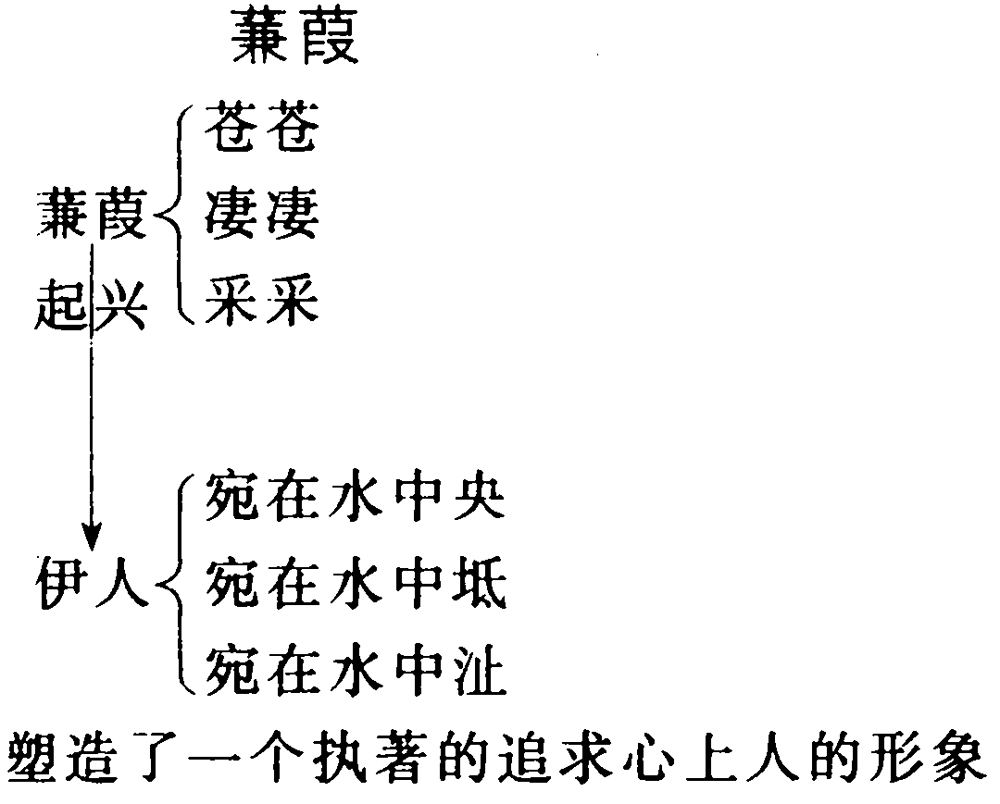 蒹葭
苍苍
蒹葭
凄凄
起兴
采采
宛在水中央
伊人
宛在水中坻
宛在水中沚
塑造了一个执著的追求心上人的形象